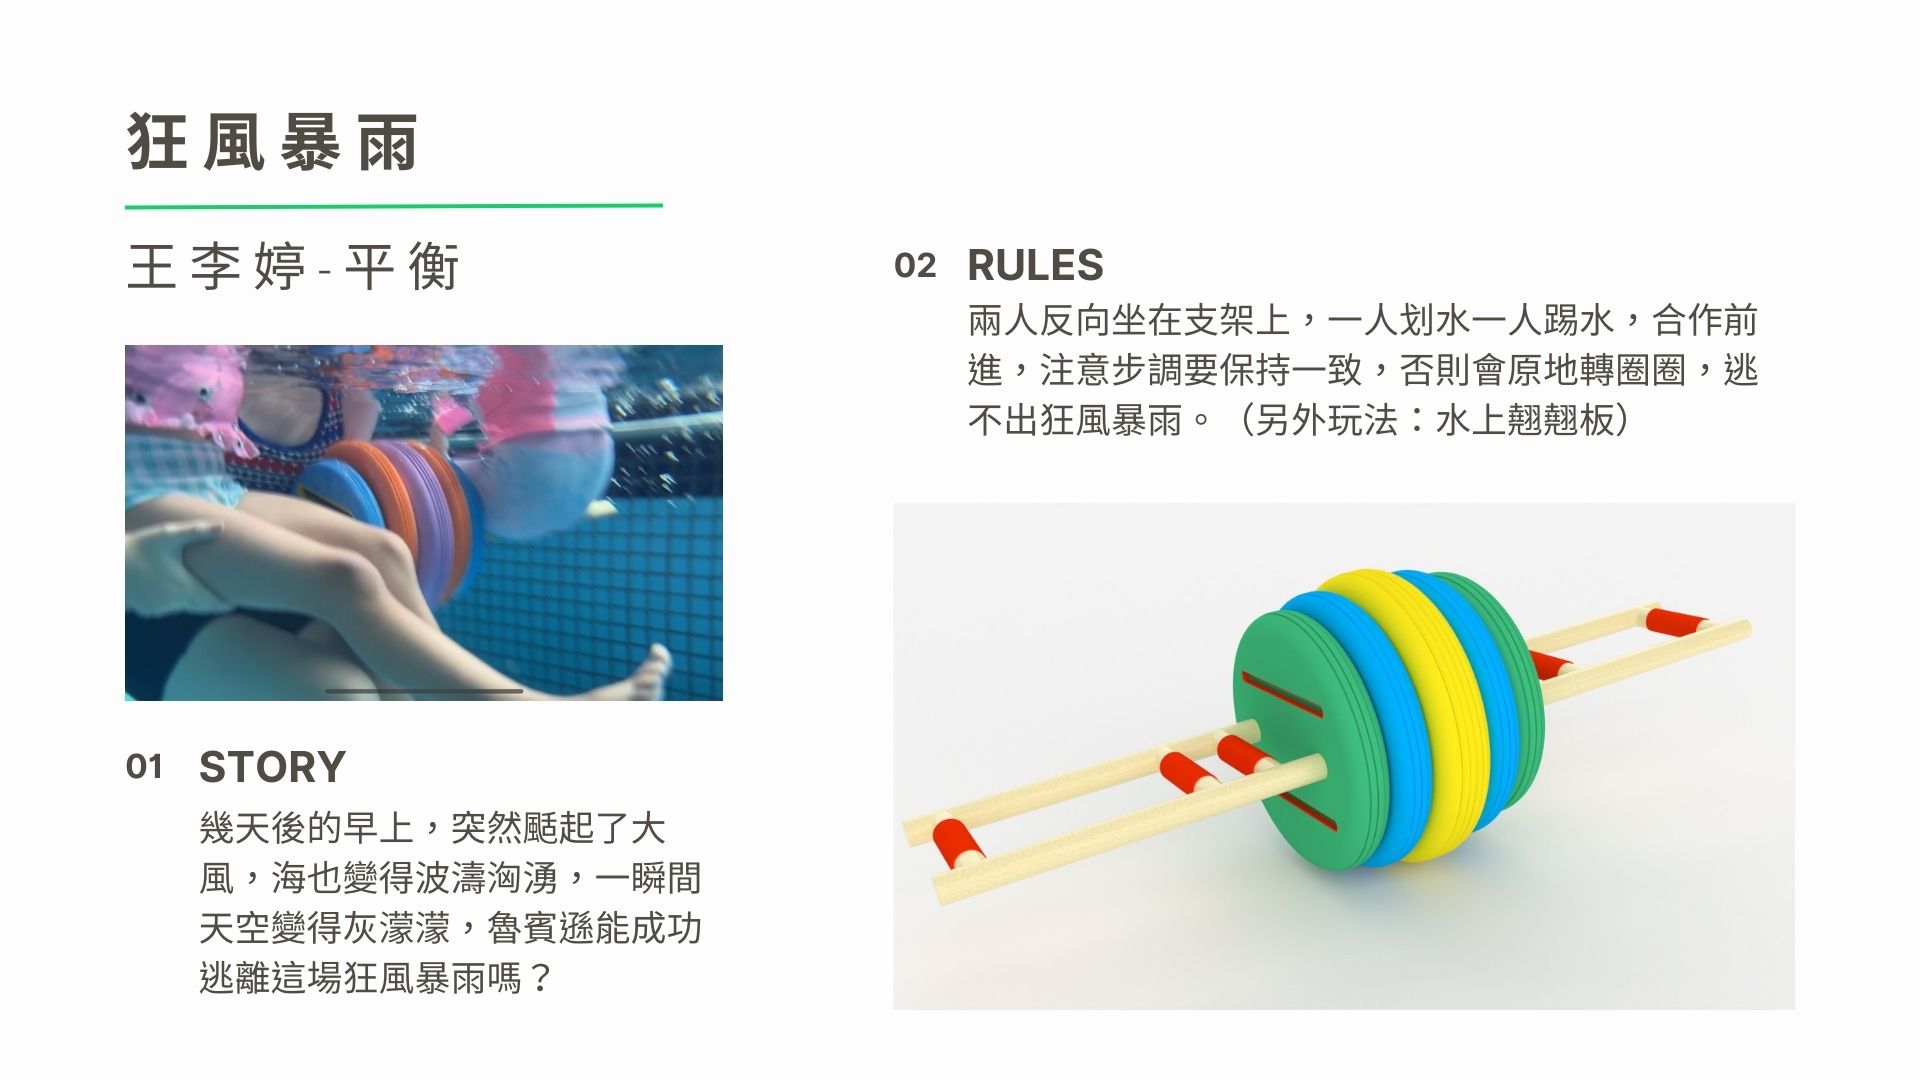 狂風暴雨
王李婷-平衡
01 STORY
幾天後的早上，突然颳起了大
風，海也變得波濤洶湧，一瞬間
天空變得灰濛濛，魯賓遜能成功
逃離這場狂風暴雨嗎？
02 RULES
兩人反向坐在支架上，一人划水一人踢水，合作前
進，注意步調要保持一致，否則會原地轉圈圈，逃
不出狂風暴雨。（另外玩法：水上翹翹板）